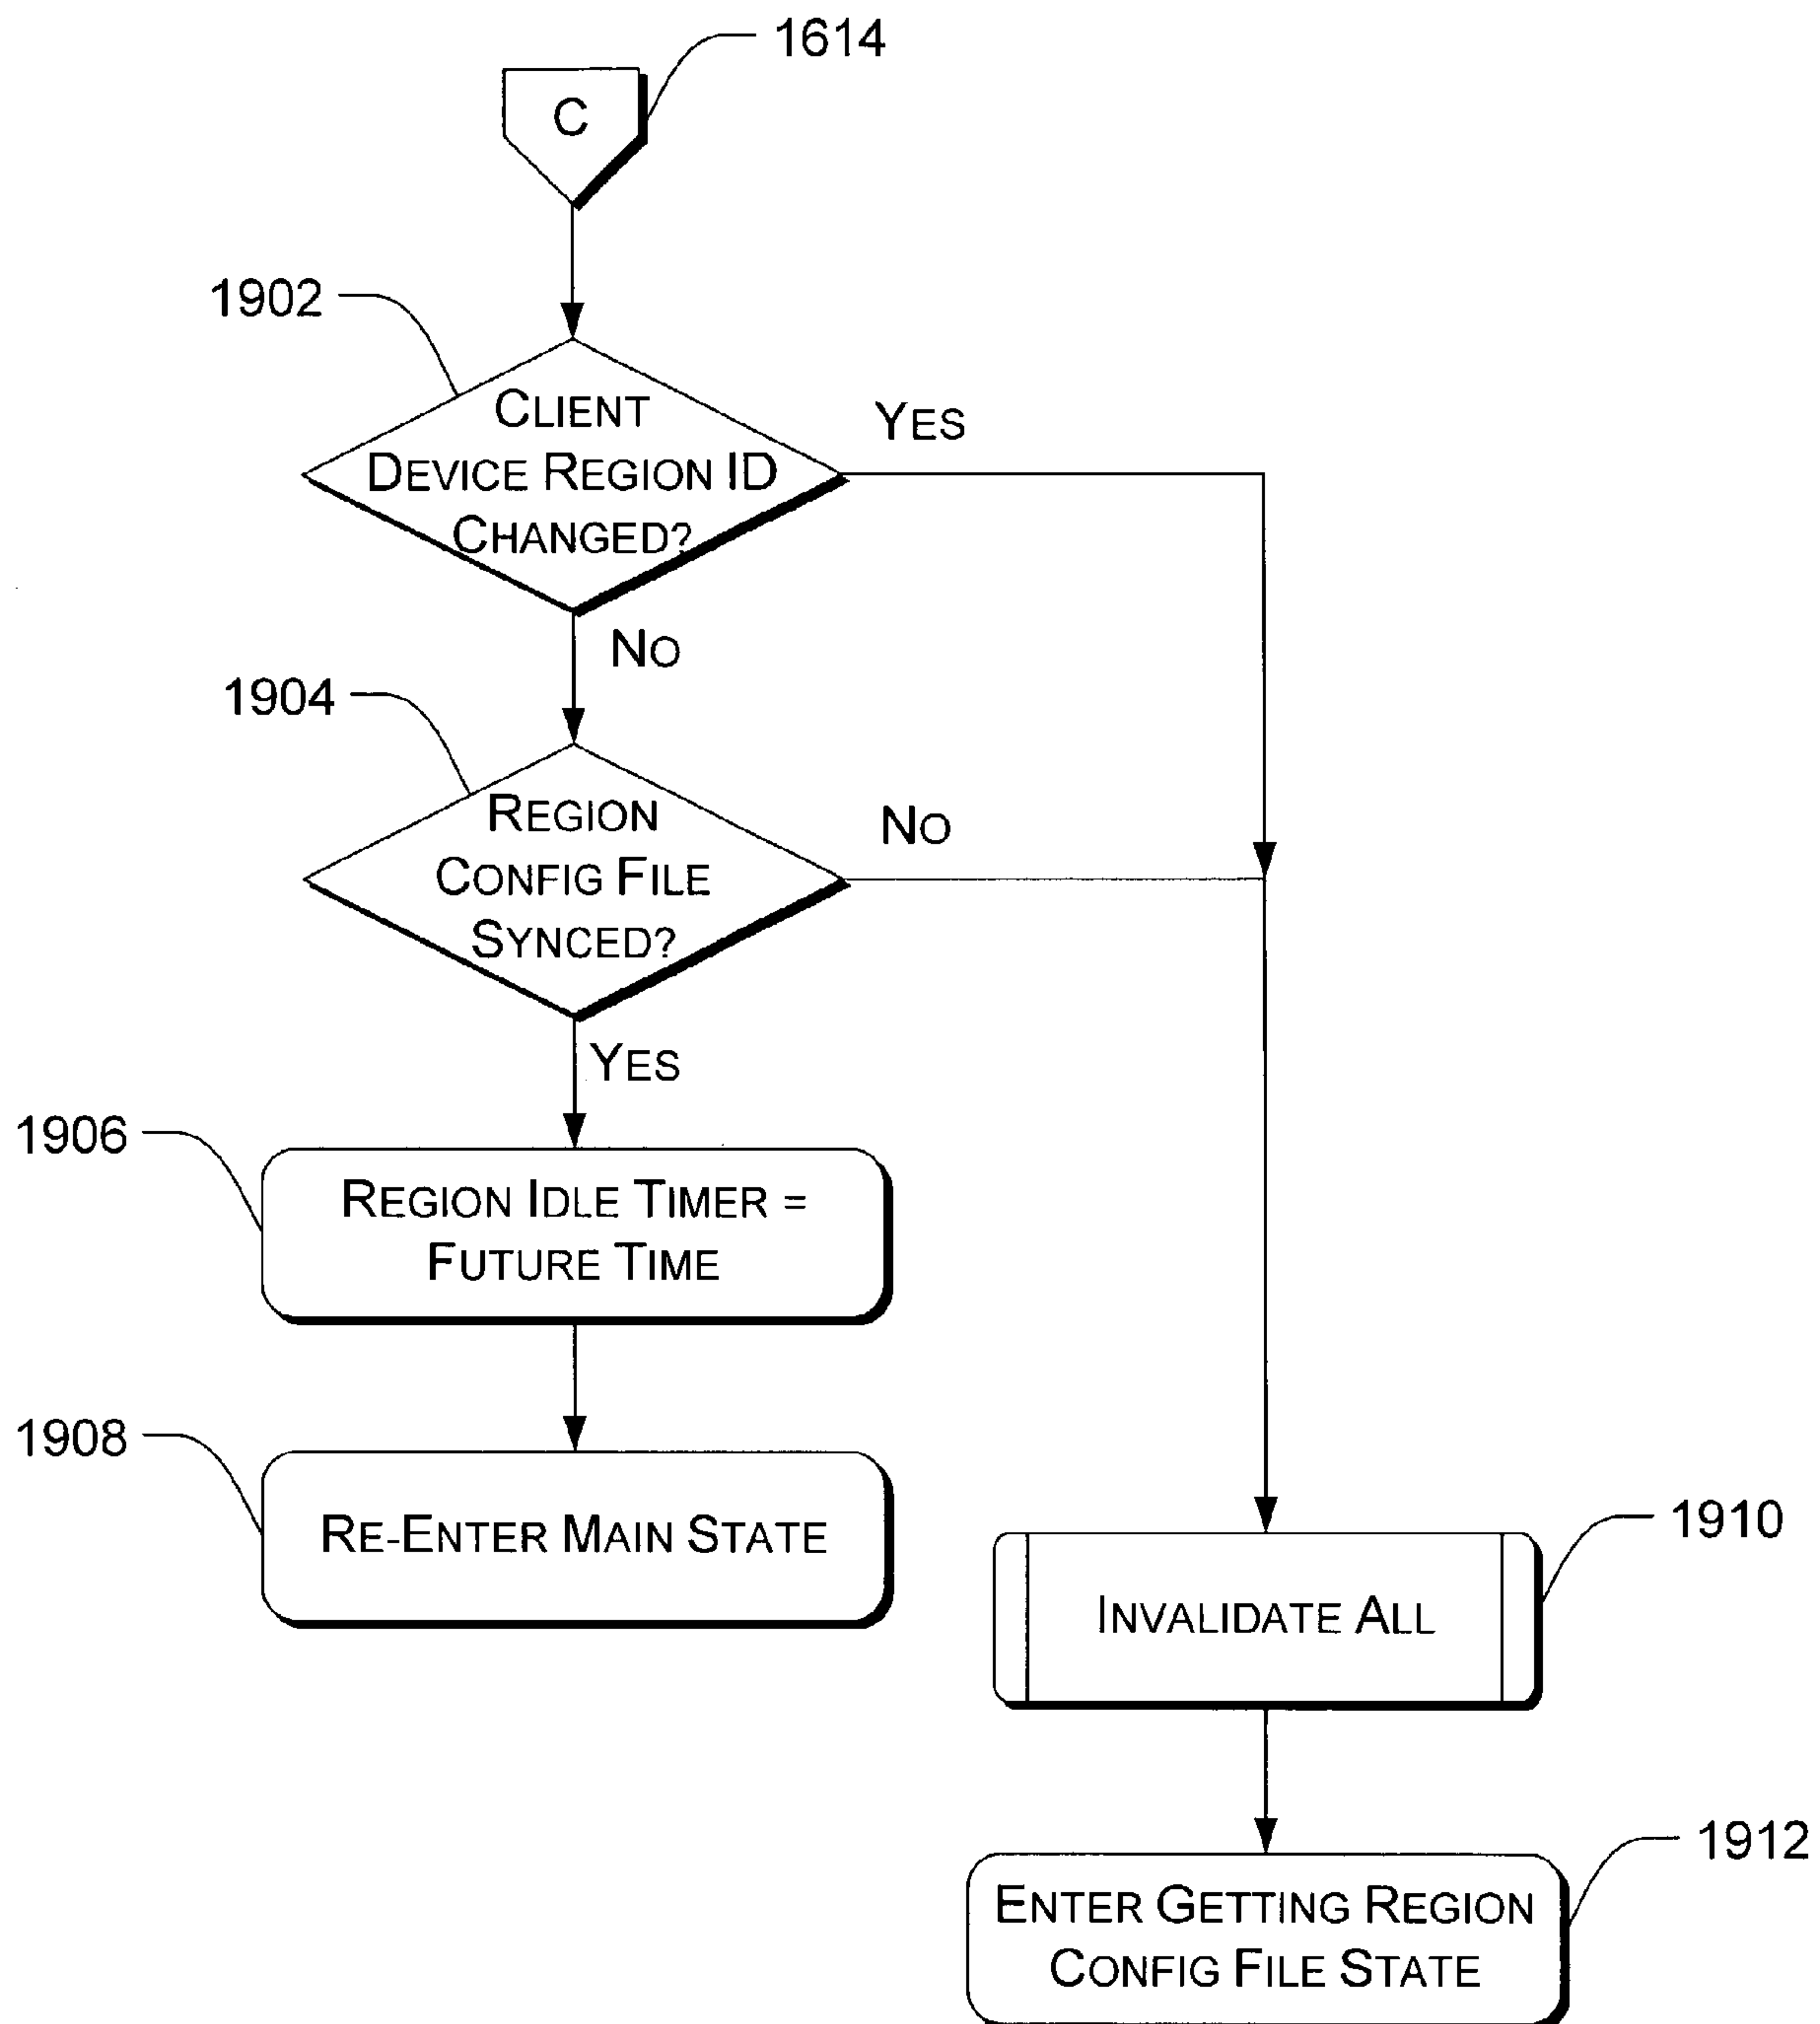 1614
C
1902
CLIENT
DEVICE REGION ID
CHANGED?
YES
NO
1904
REGION
CONFIG FILE
SYNCED?
NO
YES
1906
REGION IDLE TIMER =
FUTURE TIME
1908
RE-ENTER MAIN STATE
1910
INVALIDATE ALL
1912
ENTER GETTING REGION
CONFIG FILE STATE